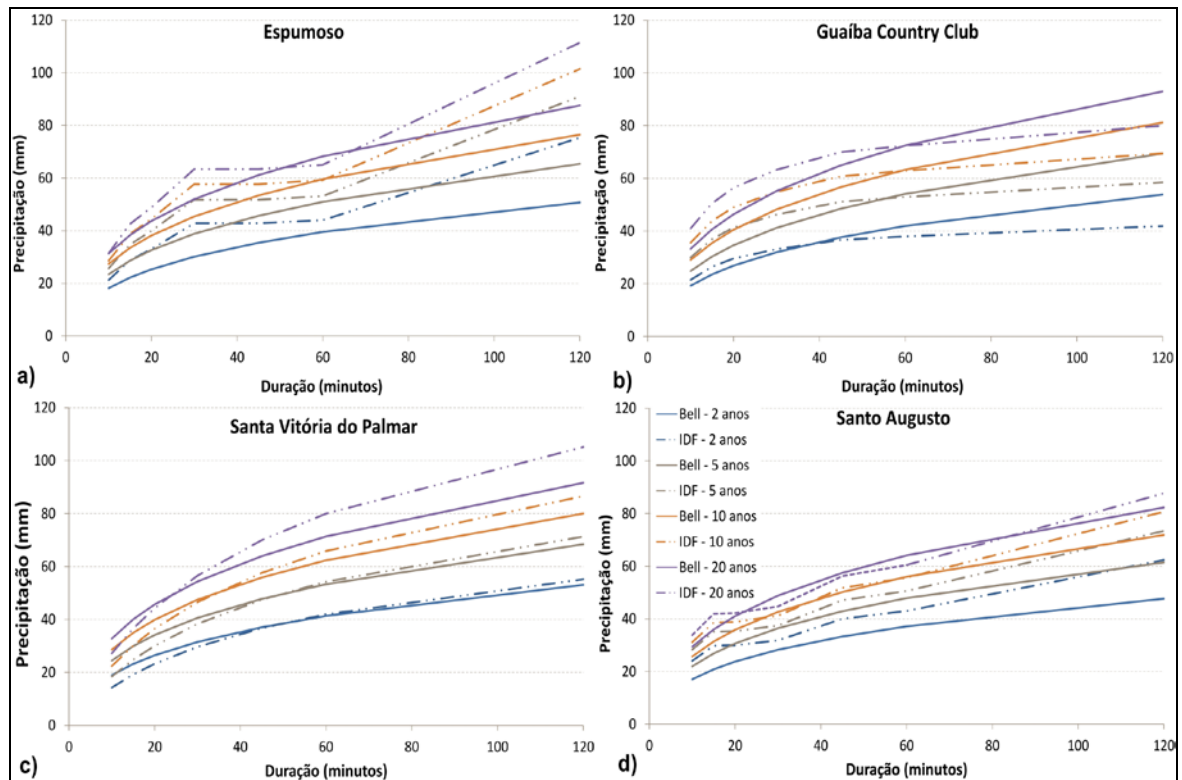 Espumoso
Precipitação (mm)
120
100
80
60
40
20
0
0 20 40 60 80 100 120
Duração (minutos)
a)
Guaíba Country Club
Precipitação (mm)
120
100
80
60
40
20
0
0 20 40 60 80 100 120
Duração (minutos)
b)
Santa Vitória do Palmar
Precipitação (mm)
120
100
80
60
40
20
0
0 20 40 60 80 100 120
Duração (minutos)
c)
Santo Augusto
Precipitação (mm)
120
100
80
60
40
20
0
Bell - 2 anos
IDF - 2 anos
Bell - 5 anos
IDF - 5 anos
Bell - 10 anos
IDF - 10 anos
Bell - 20 anos
IDF - 20 anos
0 20 40 60 80 100 120
Duração (minutos)
d)